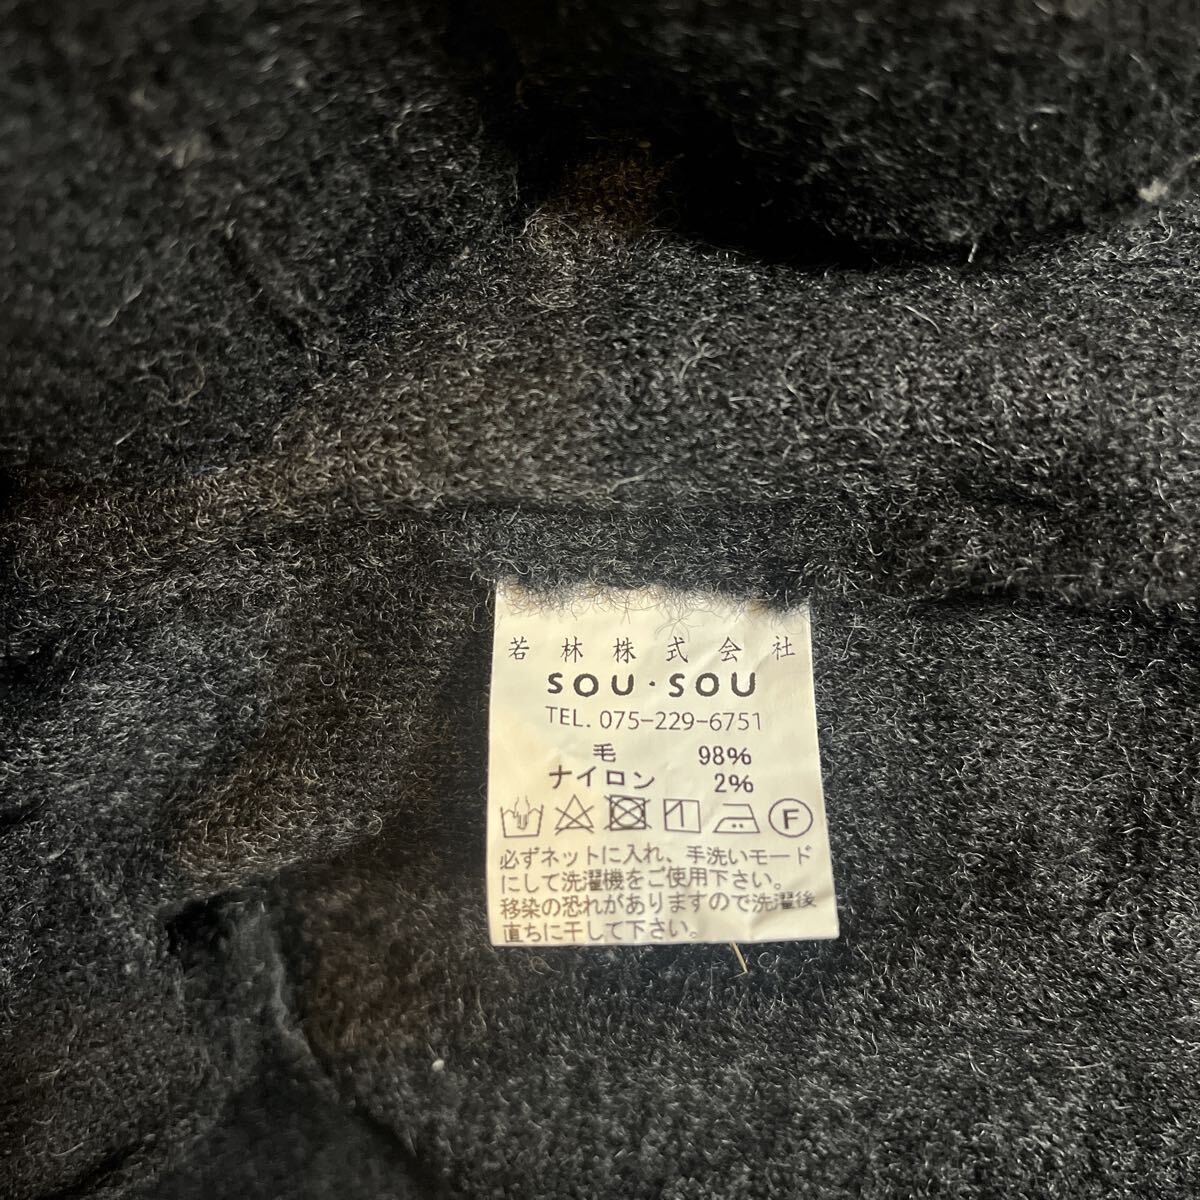 若林株式会社
SOU・SOU
TEL. 075-229-6751
毛 98%
ナイロン 2%
F
必ずネットに入れ、手洗いモード
にして洗濯機をご使用下さい。
移染の恐れがありますので洗濯後
直ちに干して下さい。